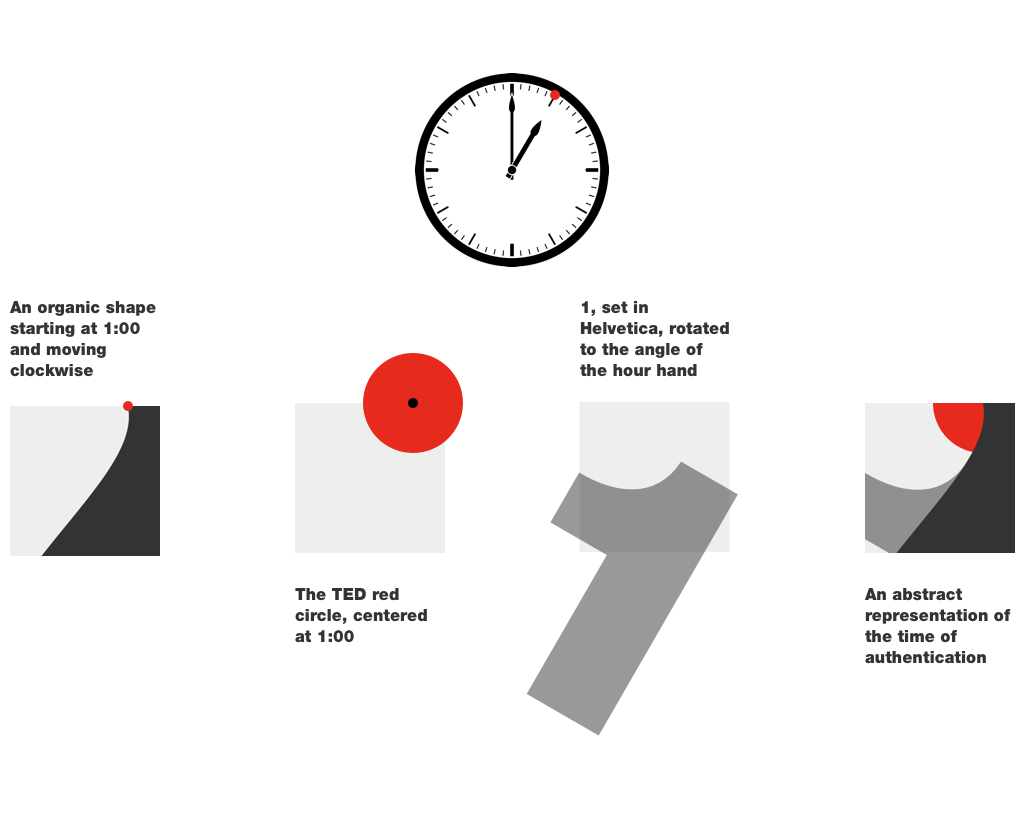 An organic shape
starting at 1:00
and moving
clockwise
The TED red
circle, centered
at 1:00
1, set in
Helvetica, rotated
to the angle of
the hour hand
1
An abstract
representation of
the time of
authentication